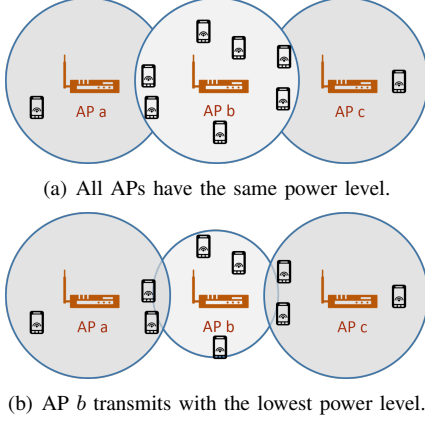 AP a
AP b
AP c
(a) All APs have the same power level.
AP a
AP b
AP c
(b) AP b transmits with the lowest power level.